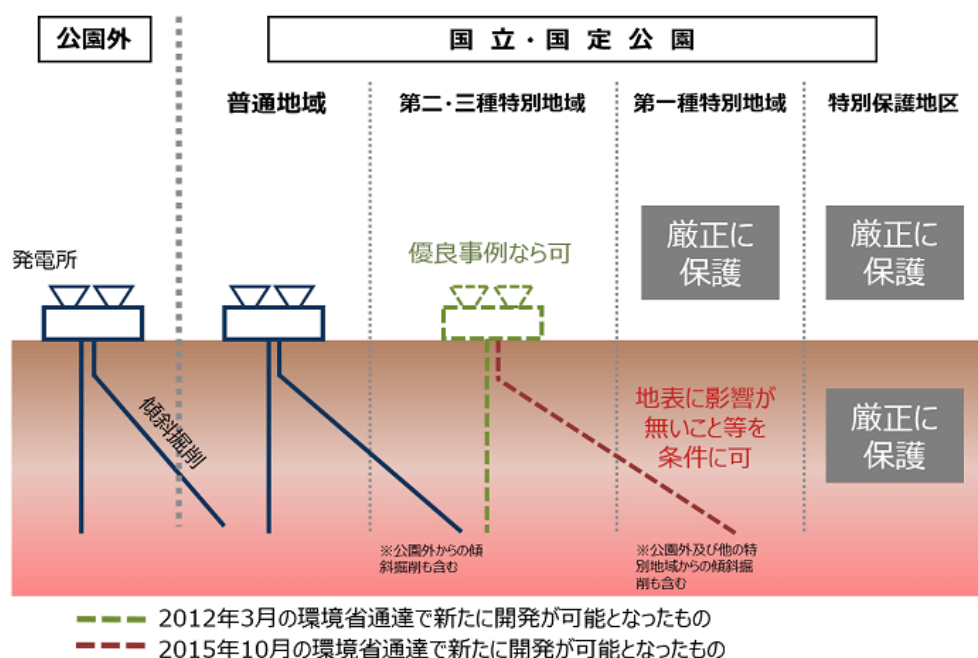 公園外
国立・国定公園
普通地域
第二・三種特別地域
第一種特別地域
特別保護地区
発電所
優良事例なら可
厳正に
保護
厳正に
保護
傾斜掘削
地表に影響が
無いこと等を
条件に可
厳正に
保護
※公園外からの傾
斜掘削も含む
※公園外及び他の特
別地域からの傾斜掘
削も含む
2012年3月の環境省通達で新たに開発が可能となったもの
2015年10月の環境省通達で新たに開発が可能となったもの